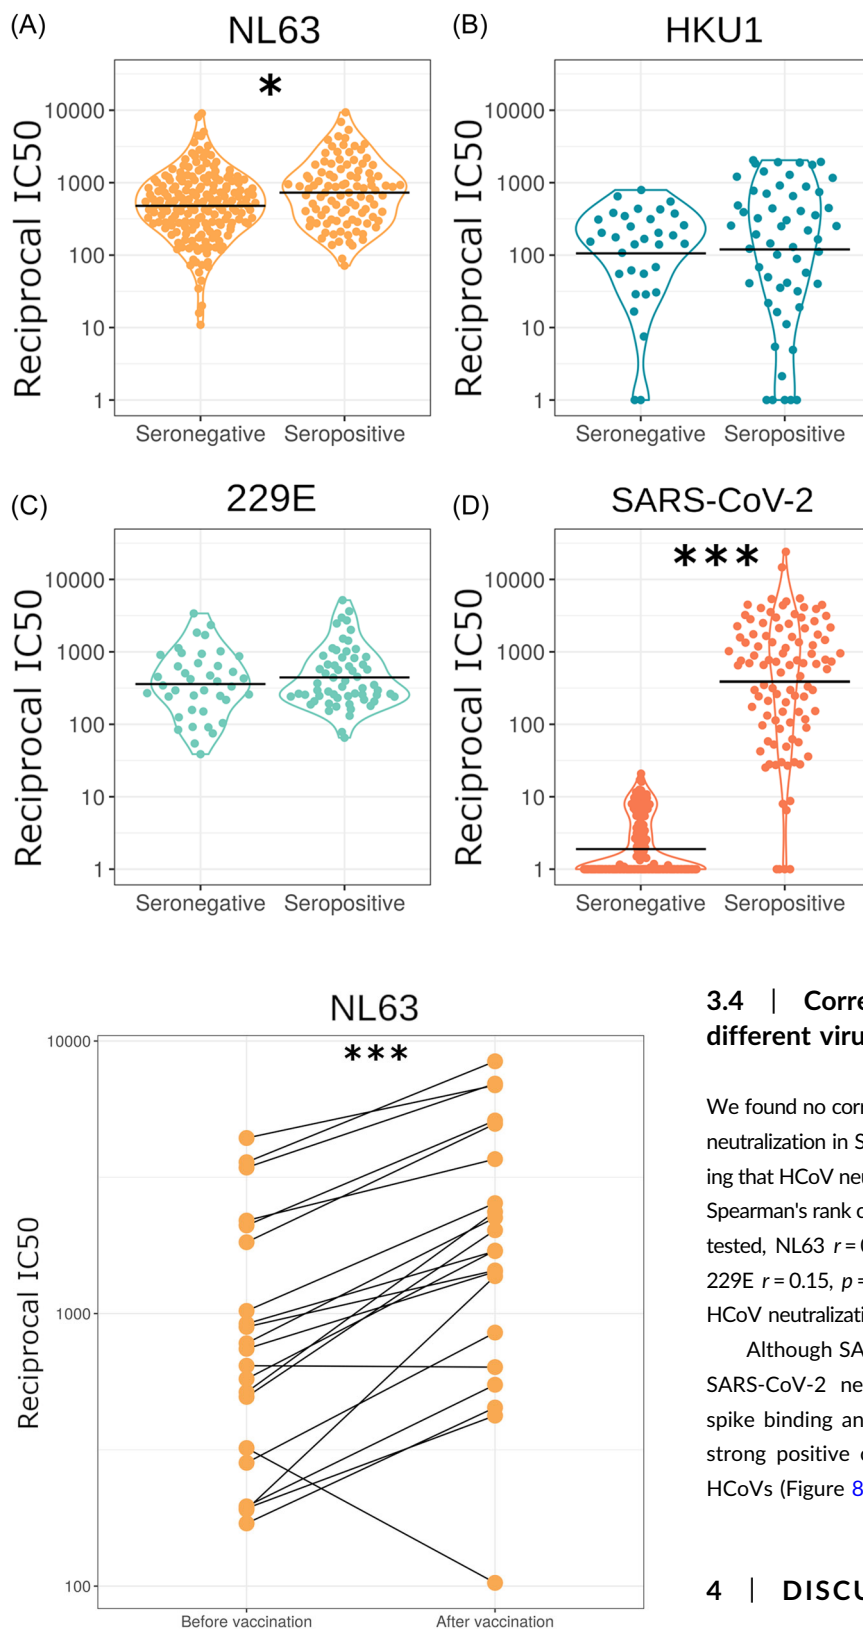 (A)
NL63
*
Reciprocal IC50
10000
1000
100
10
1
Seronegative Seropositive
(B)
HKU1
Reciprocal IC50
10000
1000
100
10
1
Seronegative Seropositive
(C)
229E
Reciprocal IC50
10000
1000
100
10
1
Seronegative Seropositive
(D)
SARS-CoV-2
***
Reciprocal IC50
10000
1000
100
10
1
Seronegative Seropositive
NL63
***
Reciprocal IC50
10000
1000
100
Before vaccination After vaccination
3.4 | Corre
different viru
We found no corr
neutralization in S
ing that HCoV neu
Spearman's rank c
tested, NL63 r = 0
229E r = 0.15, p =
HCoV neutralizati
Although SA
SARS-CoV-2 ne
spike binding an
strong positive c
HCoVs (Figure 8
4 | DISCU